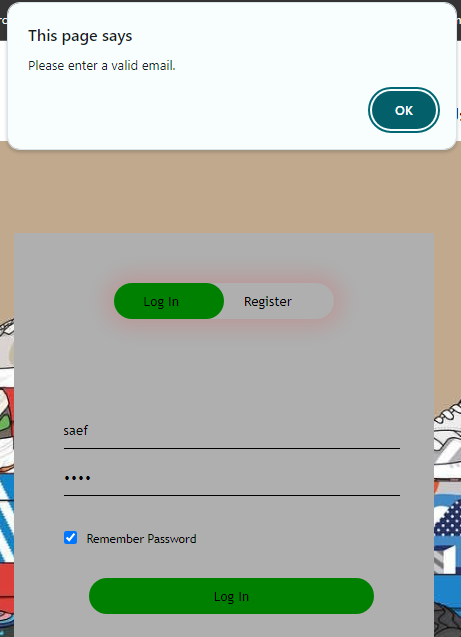 This page says
Please enter a valid email.
OK
Log In
Register
saef
••••
Remember Password
Log In